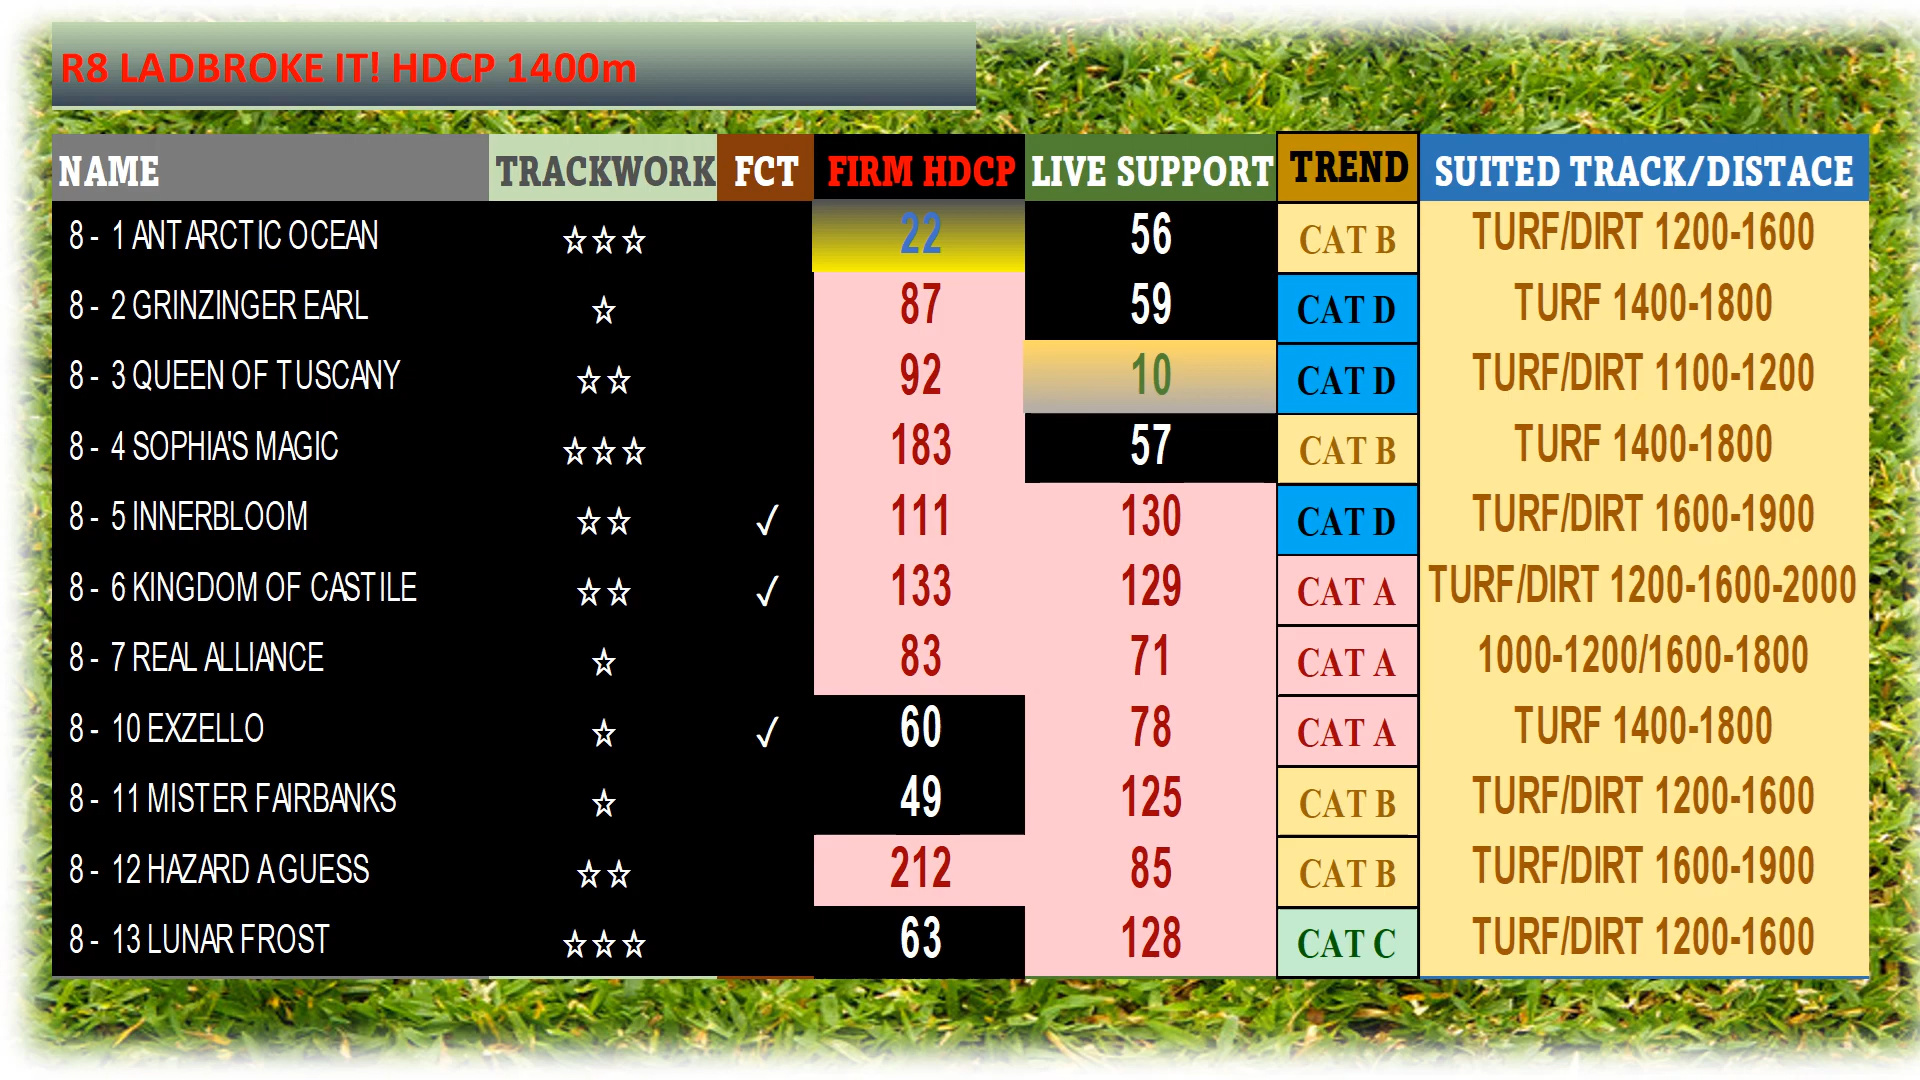 R8 LADBROKE IT! HDCP 1400m
NAME TRACKWORK FCT FIRM HDCP LIVE SUPPORT TREND SUITED TRACK/DISTACE
8 - 1 ANTARCTIC OCEAN ☆☆☆ 22 56 CAT B TURF/DIRT 1200-1600
8 - 2 GRINZINGER EARL ☆ 87 59 CAT D TURF 1400-1800
8 - 3 QUEEN OF TUSCANY ☆☆ 92 10 CAT D TURF/DIRT 1100-1200
8 - 4 SOPHIA'S MAGIC ☆☆☆ 183 57 CAT B TURF 1400-1800
8 - 5 INNERBLOOM ☆☆ ✓ 111 130 CAT D TURF/DIRT 1600-1900
8 - 6 KINGDOM OF CASTILE ☆☆ ✓ 133 129 CAT A TURF/DIRT 1200-1600-2000
8 - 7 REAL ALLIANCE ☆ 83 71 CAT A 1000-1200/1600-1800
8 - 10 EXZELLO ☆ ✓ 60 78 CAT A TURF 1400-1800
8 - 11 MISTER FAIRBANKS ☆ 49 125 CAT B TURF/DIRT 1200-1600
8 - 12 HAZARD A GUESS ☆☆ 212 85 CAT B TURF/DIRT 1600-1900
8 - 13 LUNAR FROST ☆☆☆ 63 128 CAT C TURF/DIRT 1200-1600